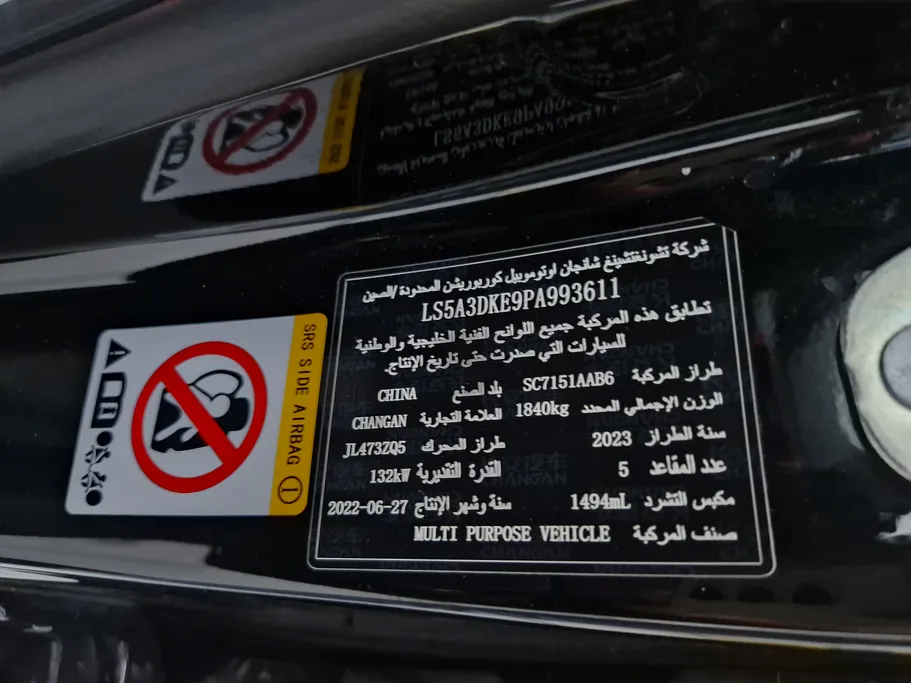 شركة تشونغتشينغ شانجان اوتوموبيل كوربوريشن المحدودة /الصين
LS5A3DKE9PA993611
تطابق هذه المركبة جميع اللوائح الفنية الخليجية والوطنية
للسيارات التي صدرت حتى تاريخ الإنتاج.
طراز المركبة SC7151AAB6 بلد الصنع CHINA
الوزن الإجمالي المحدد 1840kg العلامة التجارية CHANGAN
سنة الطراز 2023 طراز المحرك JL473ZQ5
عدد المقاعد 5 القدرة التقديرية 132kW
مكبس التشرد 1494mL سنة وشهر الإنتاج 2022-06-27
صنف المركبة MULTI PURPOSE VEHICLE
SRS SIDE AIRBAG